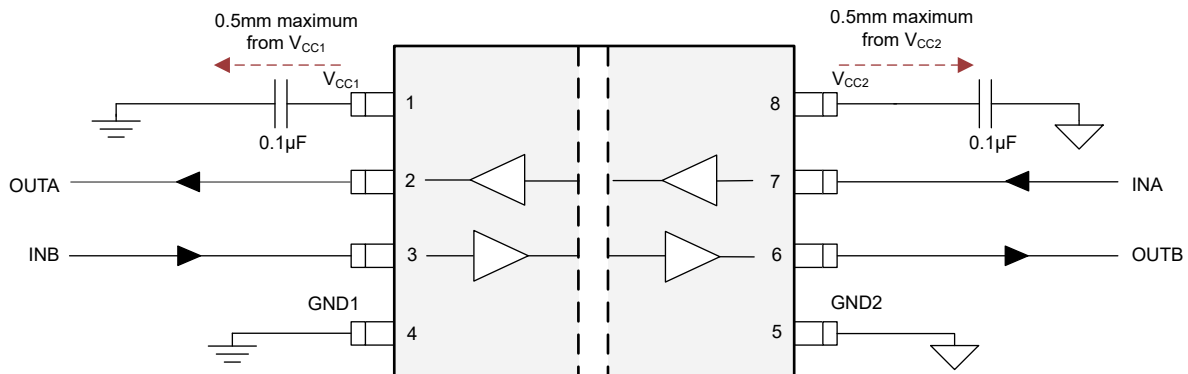 0.5mm maximum
from VCC1
0.5mm maximum
from VCC2
VCC1
VCC2
1
8
0.1µF
0.1µF
OUTA
2
7
INA
INB
3
6
OUTB
GND1
GND2
4
5